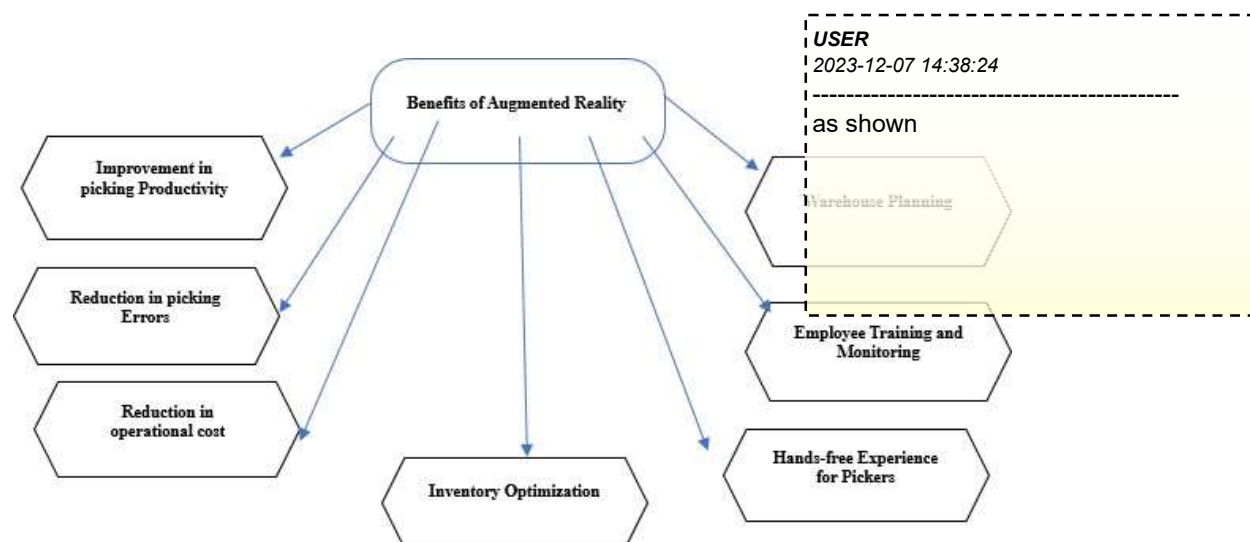 USER
2023-12-07 14:38:24
--------------------------------------------
as shown
Benefits of Augmented Reality
Improvement in
picking Productivity
Warehouse Planning
Reduction in picking
Errors
Employee Training and
Monitoring
Reduction in
operational cost
Hands-free Experience
for Pickers
Inventory Optimization